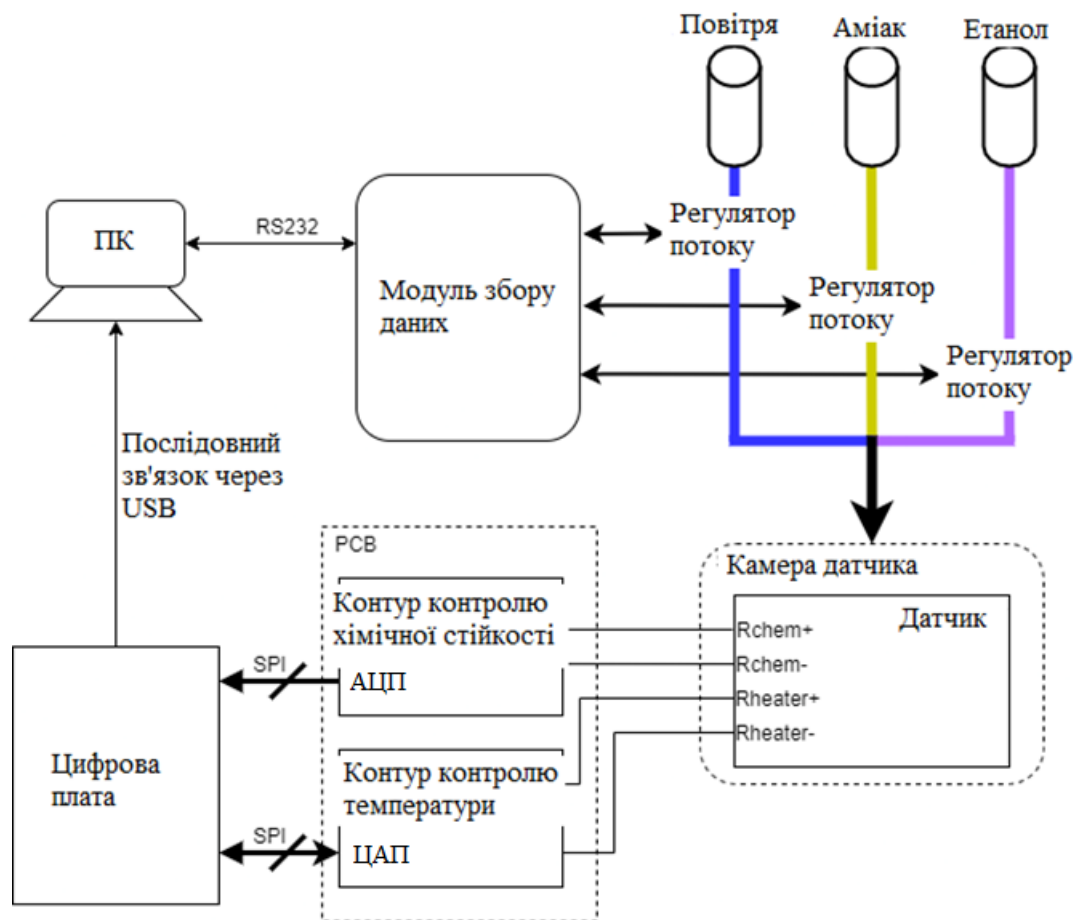 Повітря
Аміак
Етанол
ПК
RS232
Модуль збору
даних
Регулятор
потоку
Регулятор
потоку
Регулятор
потоку
Послідовний
зв'язок через
USB
PCB
Контур контролю
хімічної стійкості
АЦП
SPI
Камера датчика
Датчик
Rchem+
Rchem-
Rheater+
Rheater-
Цифрова
плата
Контур контролю
температури
ЦАП
SPI